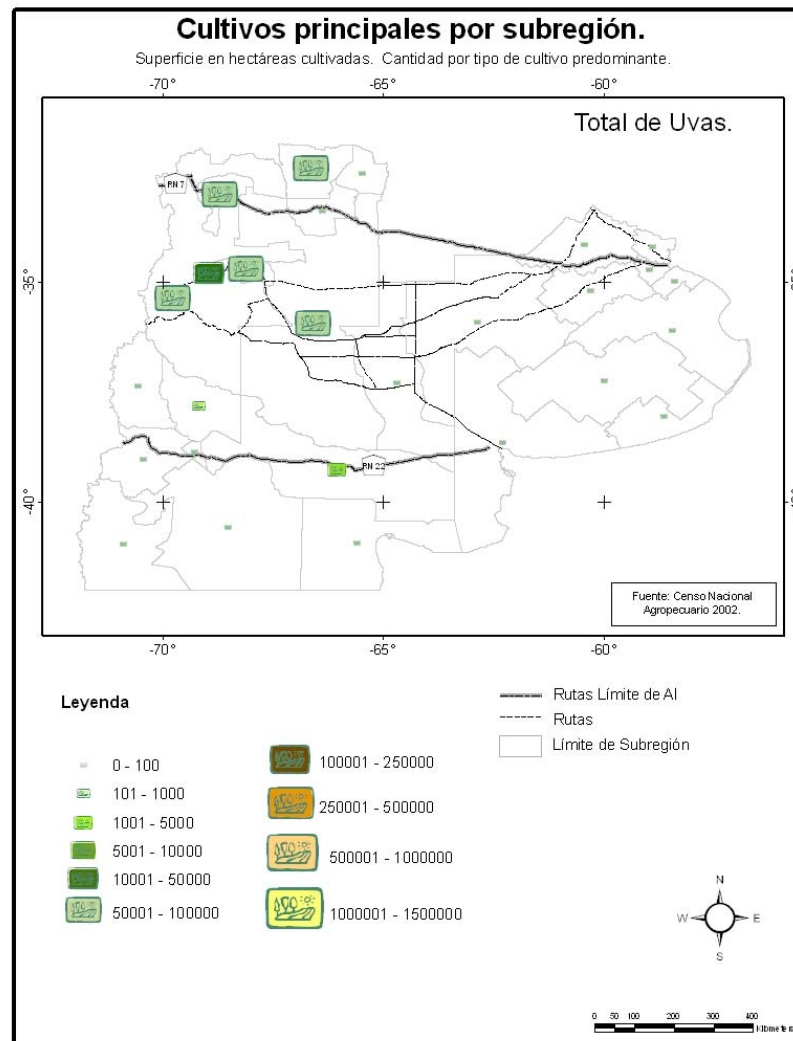 Cultivos principales por subregión.
Superficie en hectáreas cultivadas. Cantidad por tipo de cultivo predominante.
-70° -65° -60°
Total de Uvas.
RN 7
-35°
RN 22
-40°
Fuente: Censo Nacional
Agropecuario 2002.
-70° -65° -60°
Leyenda
0 - 100
101 - 1000
1001 - 5000
5001 - 10000
10001 - 50000
50001 - 100000
100001 - 250000
250001 - 500000
500001 - 1000000
1000001 - 1500000
Rutas Límite de AI
Rutas
Límite de Subregión
N
W E
S
0 50 100 200 300 400